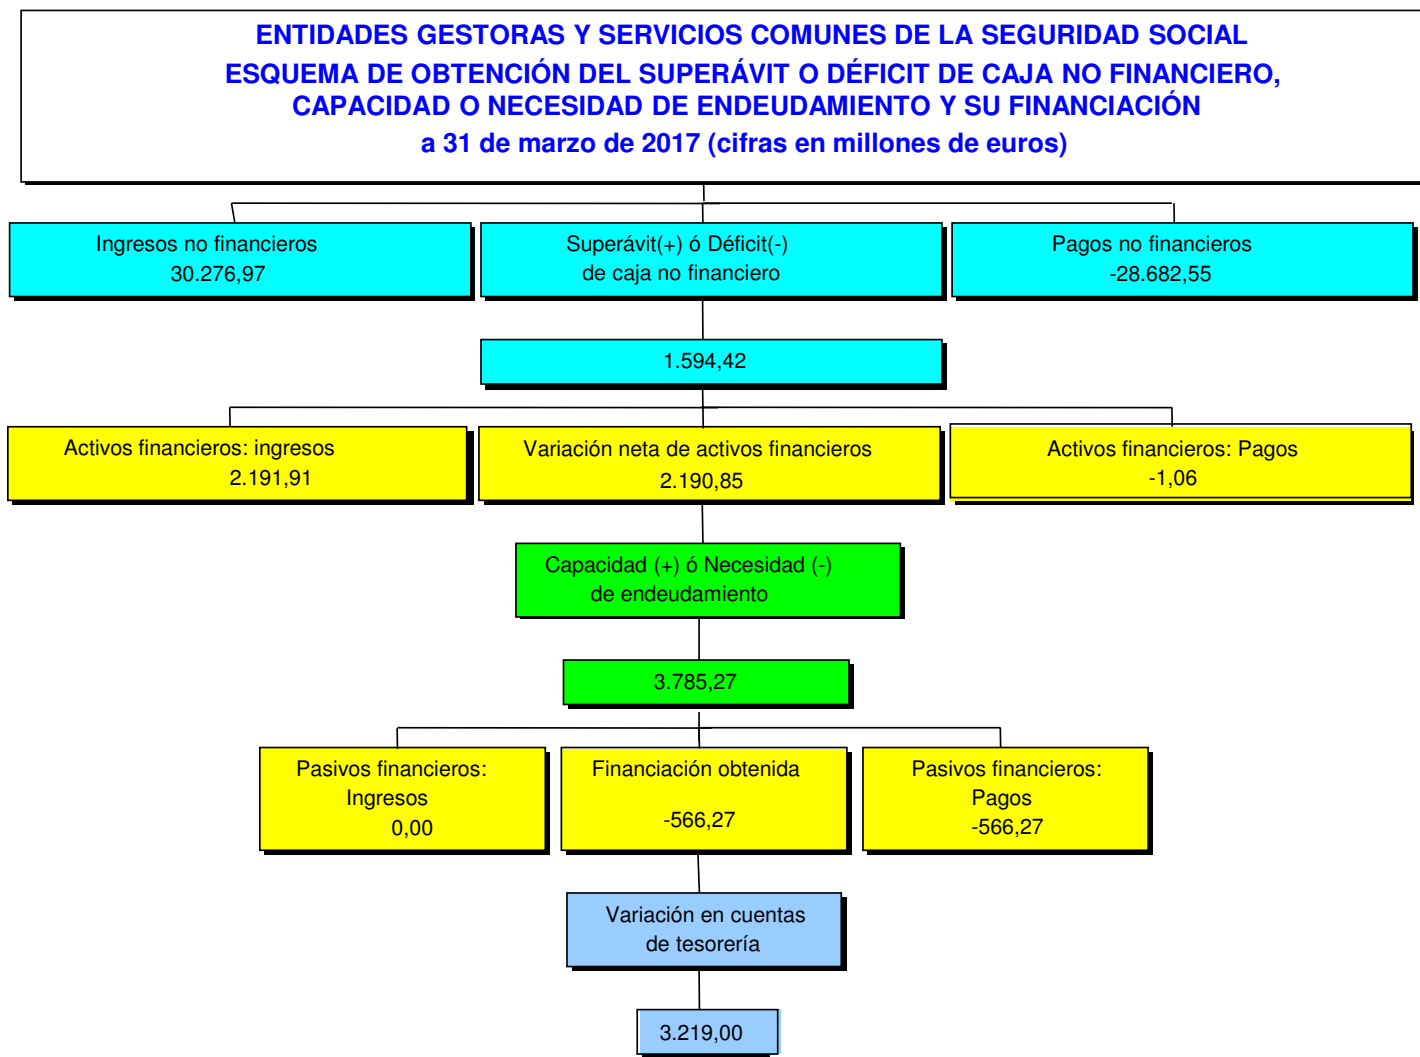 ENTIDADES GESTORAS Y SERVICIOS COMUNES DE LA SEGURIDAD SOCIAL
ESQUEMA DE OBTENCIÓN DEL SUPERÁVIT O DÉFICIT DE CAJA NO FINANCIERO,
CAPACIDAD O NECESIDAD DE ENDEUDAMIENTO Y SU FINANCIACIÓN
a 31 de marzo de 2017 (cifras en millones de euros)
Ingresos no financieros
30.276,97
Superávit(+) ó Déficit(-)
de caja no financiero
Pagos no financieros
-28.682,55
1.594,42
Activos financieros: ingresos
2.191,91
Variación neta de activos financieros
2.190,85
Activos financieros: Pagos
-1,06
Capacidad (+) ó Necesidad (-)
de endeudamiento
3.785,27
Pasivos financieros:
Ingresos
0,00
Financiación obtenida
-566,27
Pasivos financieros:
Pagos
-566,27
Variación en cuentas
de tesorería
3.219,00